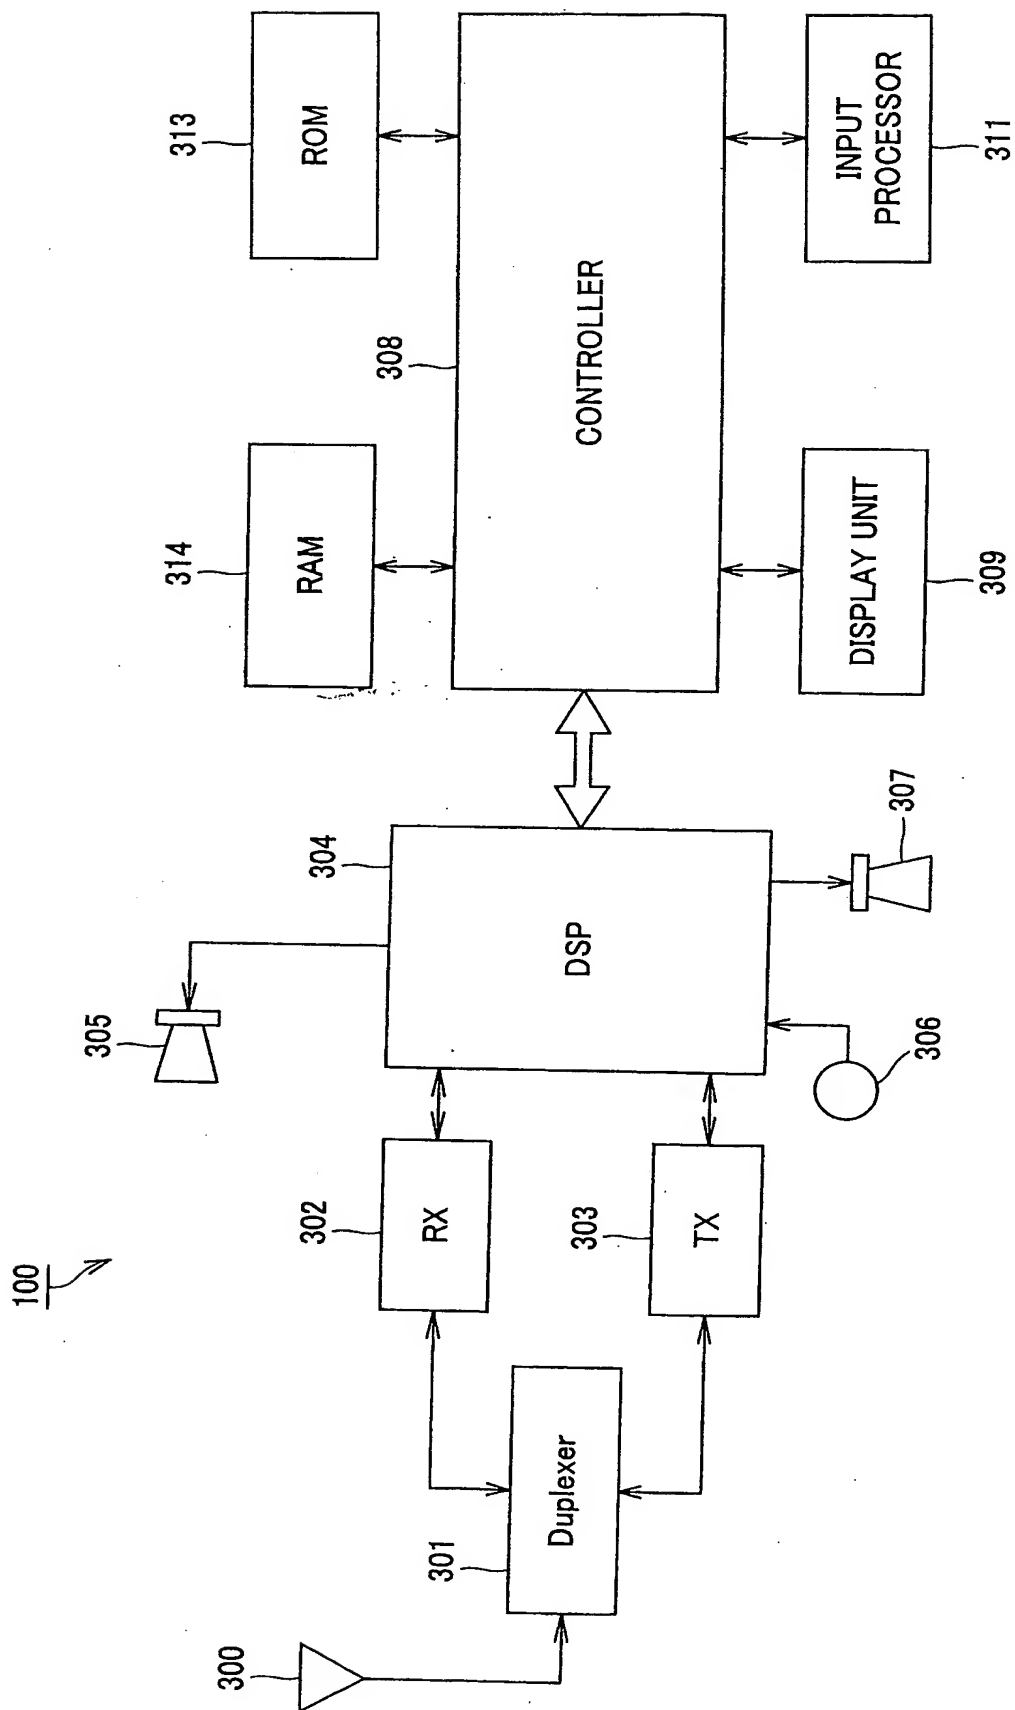 100
300
301
Duplexer
302
RX
303
TX
304
DSP
305
306
307
308
CONTROLLER
314
RAM
313
ROM
309
DISPLAY UNIT
311
INPUT
PROCESSOR